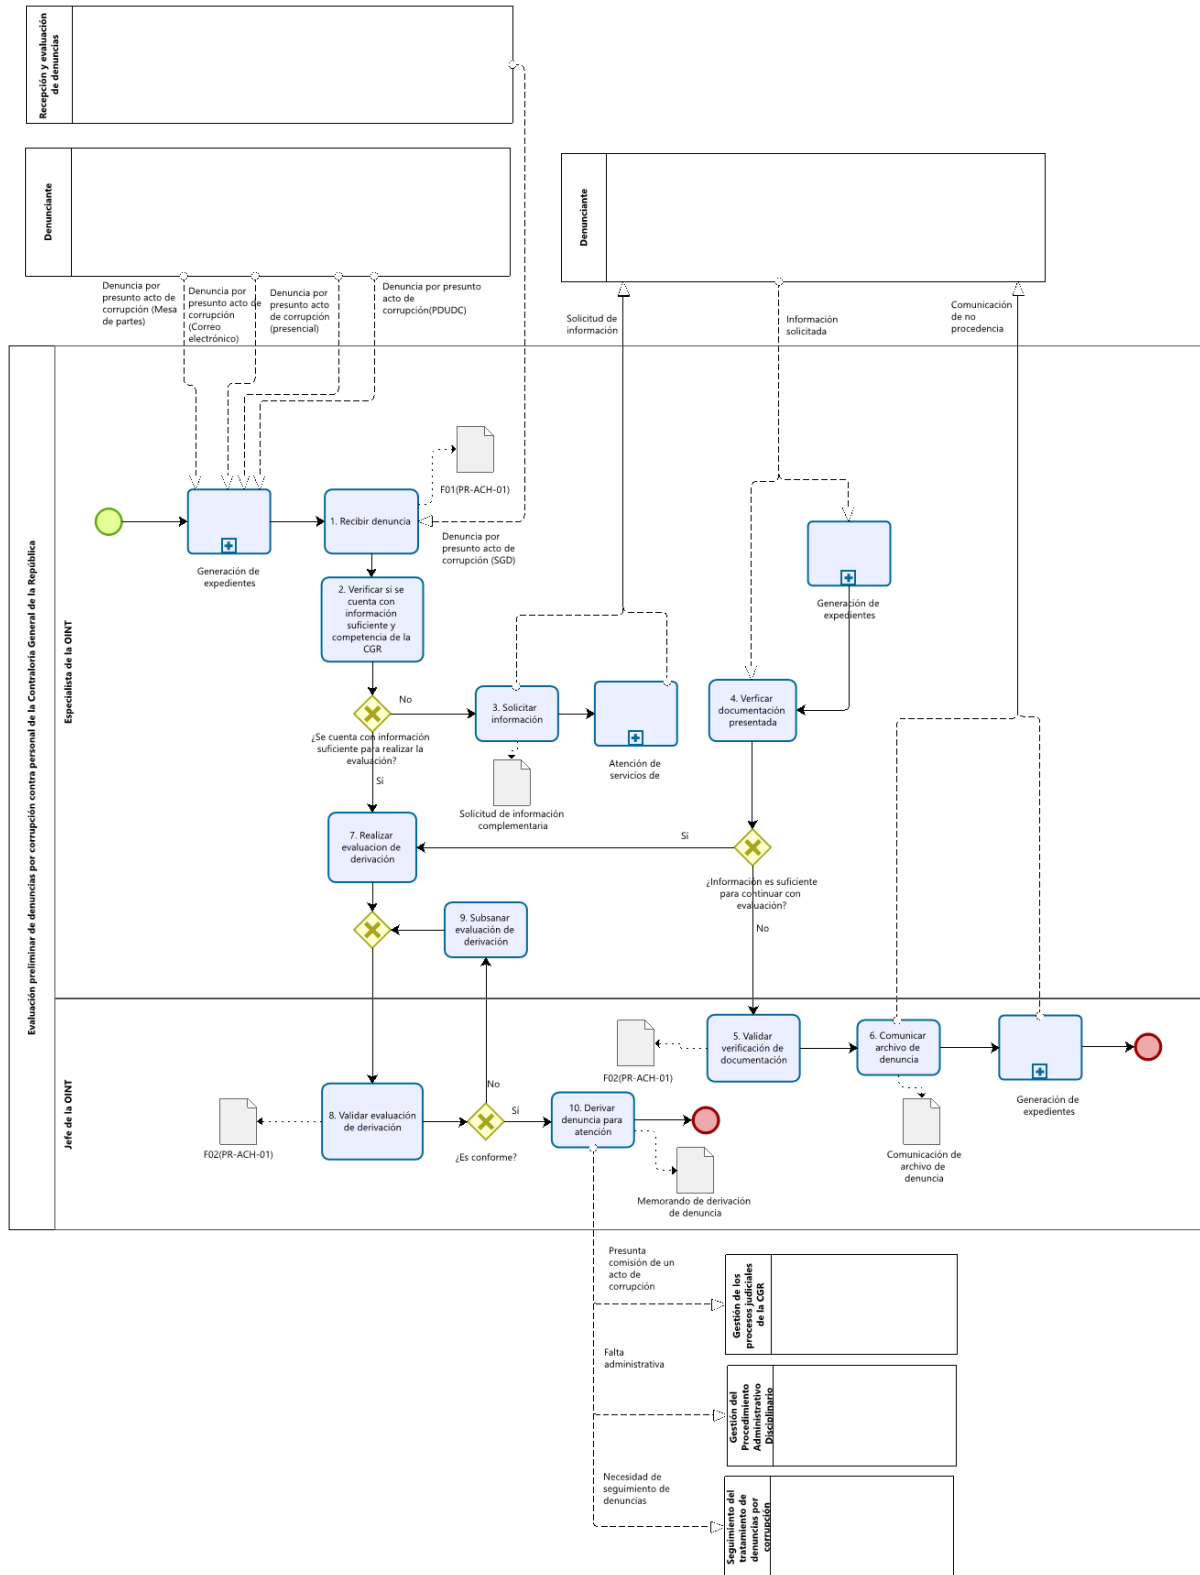 Recepción y evaluación
de denuncias
Denunciante
Denunciante
Denuncia por
presunto acto de
corrupción (Mesa
de partes)
Denuncia por
presunto acto de
corrupción
(Correo
electrónico)
Denuncia por
presunto acto
de corrupción
(presencial)
Denuncia por presunto
acto de
corrupción(PDUDC)
Solicitud de
información
Información
solicitada
Comunicación
de no
procedencia
Evaluación preliminar de denuncias por corrupción contra personal de la Contraloría General de la República
Especialista de la OINT
F01(PR-ACH-01)
1. Recibir denuncia
Denuncia por
presunto acto de
corrupción (SGD)
Generación de
expedientes
2. Verificar si se
cuenta con
información
suficiente y
competencia de la
CGR
Generación de
expedientes
No
3. Solicitar
información
4. Verficar
documentación
presentada
¿Se cuenta con información
suficiente para realizar la
evaluación?
Atención de
servicios de
Sí
Solicitud de información
complementaria
7. Realizar
evaluacion de
derivación
Sí
¿Información es suficiente
para continuar con
evaluación?
9. Subsanar
evaluación de
derivación
No
Jefe de la OINT
5. Validar
verificación de
documentación
6. Comunicar
archivo de
denuncia
F02(PR-ACH-01)
No
Generación de
expedientes
8. Validar evaluación
de derivación
Sí
10. Derivar
denuncia para
atención
F02(PR-ACH-01)
¿Es conforme?
Comunicación de
archivo de
denuncia
Memorando de derivación
de denuncia
Presunta
comisión de un
acto de
corrupción
Gestión de los
procesos judiciales
de la CGR
Falta
administrativa
Gestión del
Procedimiento
Administrativo
Disciplinario
Necesidad de
seguimiento de
denuncias
Seguimiento del
tratamiento de
denuncias por
corrupción